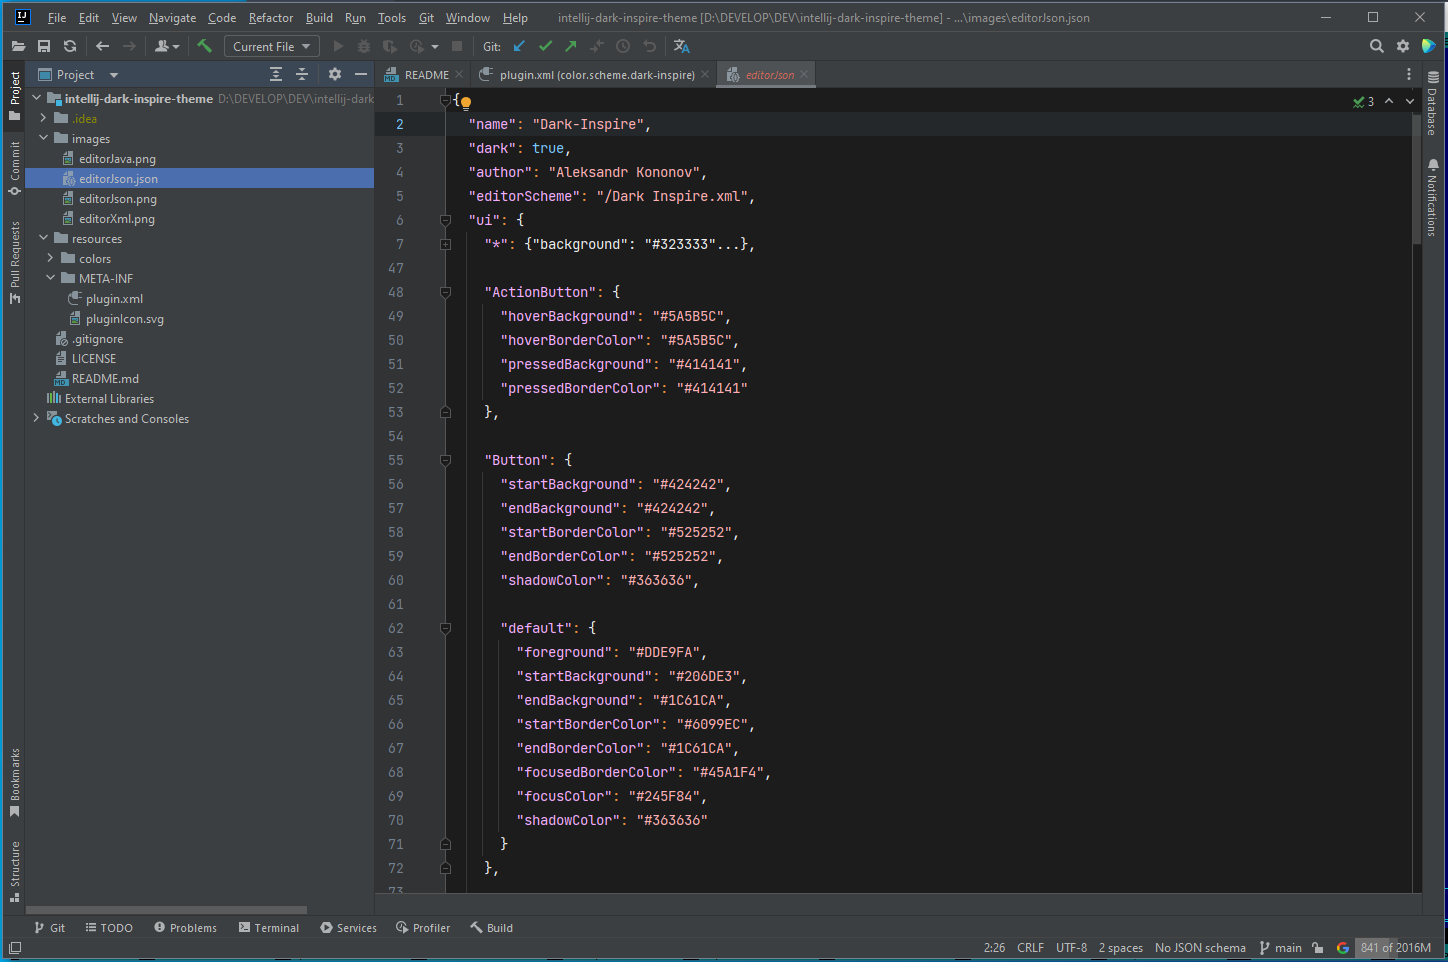 IJ File Edit View Navigate Code Refactor Build Run Tools Git Window Help intellij-dark-inspire-theme [D:\DEVELOP\DEV\intellij-dark-inspire-theme] - ...\images\editorJson.json
Current File Git:
Project README plugin.xml (color.scheme.dark-inspire) editorJson
Project
Commit
Pull Requests
Bookmarks
Structure
intellij-dark-inspire-theme D:\DEVELOP\DEV\intellij-dark
.idea
images
editorJava.png
editorJson.json
editorJson.png
editorXml.png
resources
colors
META-INF
plugin.xml
pluginIcon.svg
.gitignore
LICENSE
README.md
External Libraries
Scratches and Consoles
1 {
2 "name": "Dark-Inspire",
3 "dark": true,
4 "author": "Aleksandr Kononov",
5 "editorScheme": "/Dark Inspire.xml",
6 "ui": {
7 "*": {"background": "#323333"...},
47
48 "ActionButton": {
49 "hoverBackground": "#5A5B5C",
50 "hoverBorderColor": "#5A5B5C",
51 "pressedBackground": "#414141",
52 "pressedBorderColor": "#414141"
53 },
54
55 "Button": {
56 "startBackground": "#424242",
57 "endBackground": "#424242",
58 "startBorderColor": "#525252",
59 "endBorderColor": "#525252",
60 "shadowColor": "#363636",
61
62 "default": {
63 "foreground": "#DDE9FA",
64 "startBackground": "#206DE3",
65 "endBackground": "#1C61CA",
66 "startBorderColor": "#6099EC",
67 "endBorderColor": "#1C61CA",
68 "focusedBorderColor": "#45A1F4",
69 "focusColor": "#245F84",
70 "shadowColor": "#363636"
71 }
72 },
73
3
Database
Notifications
Git TODO Problems Terminal Services Profiler Build
2:26 CRLF UTF-8 2 spaces No JSON schema main G 841 of 2016M